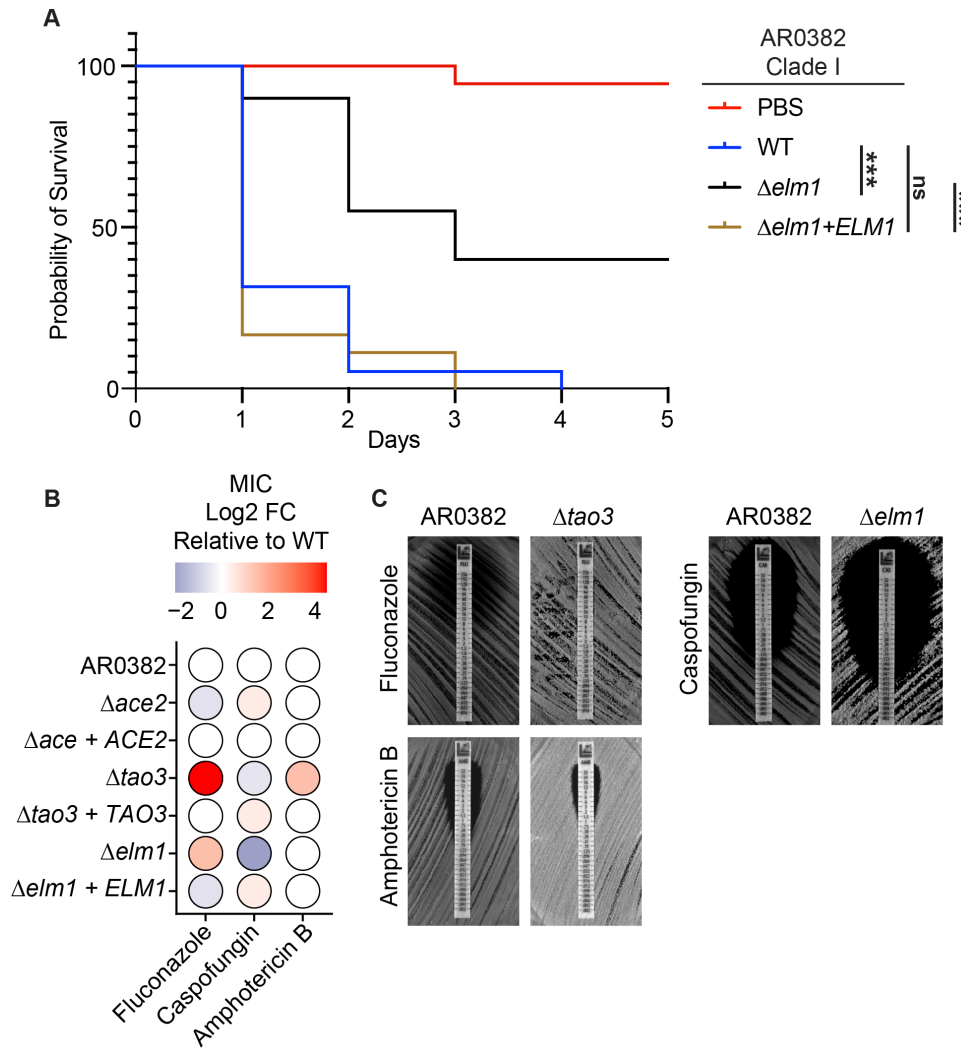 A
AR0382
Clade I
PBS
WT
Δelm1
Δelm1+ELM1
***
ns
Probability of Survival
100
50
0
0 1 2 3 4 5
Days
B
MIC
Log2 FC
Relative to WT
−2 0 2 4
AR0382
Δace2
Δace + ACE2
Δtao3
Δtao3 + TAO3
Δelm1
Δelm1 + ELM1
Fluconazole
Caspofungin
Amphotericin B
C
AR0382 Δtao3
Fluconazole
Amphotericin B
AR0382 Δelm1
Caspofungin